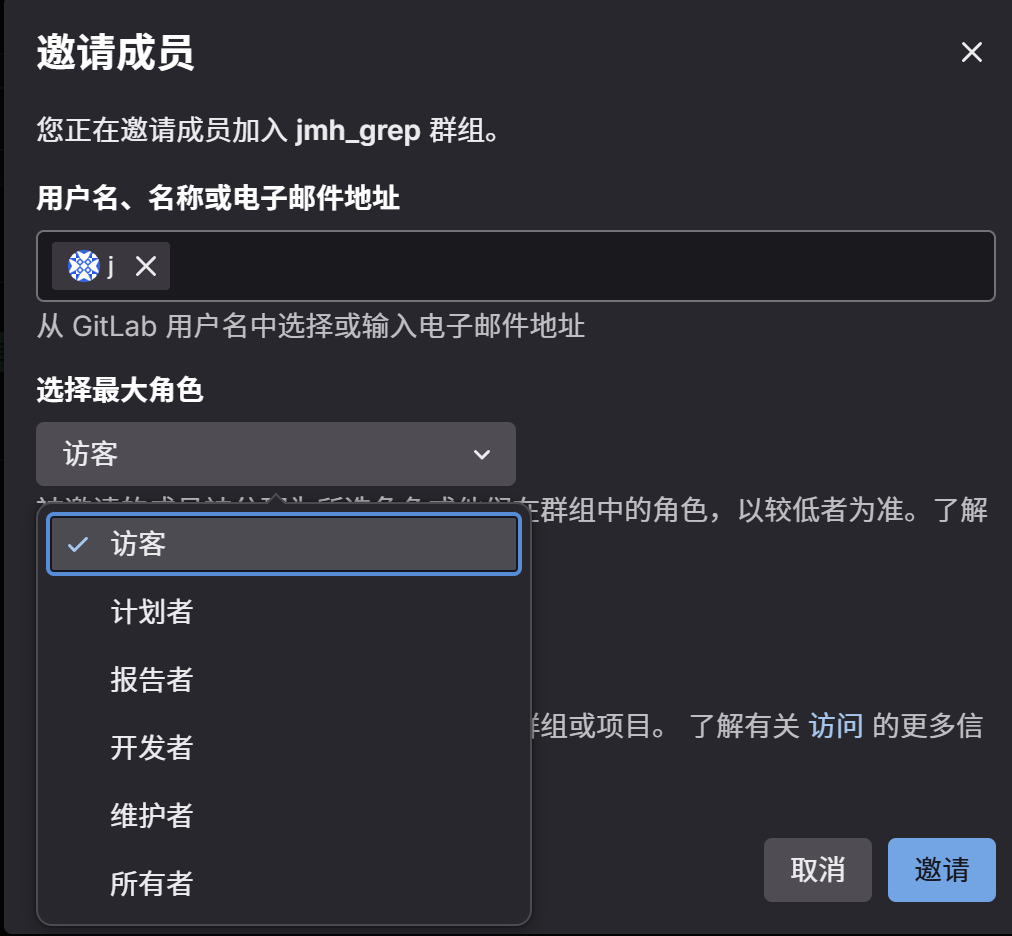 邀请成员
您正在邀请成员加入 jmh_grep 群组。
用户名、名称或电子邮件地址
j
从 GitLab 用户名中选择或输入电子邮件地址
选择最大角色
访客
在群组中的角色，以较低者为准。了解
访客
计划者
报告者
开发者
群组或项目。 了解有关 访问 的更多信
维护者
所有者
取消
邀请